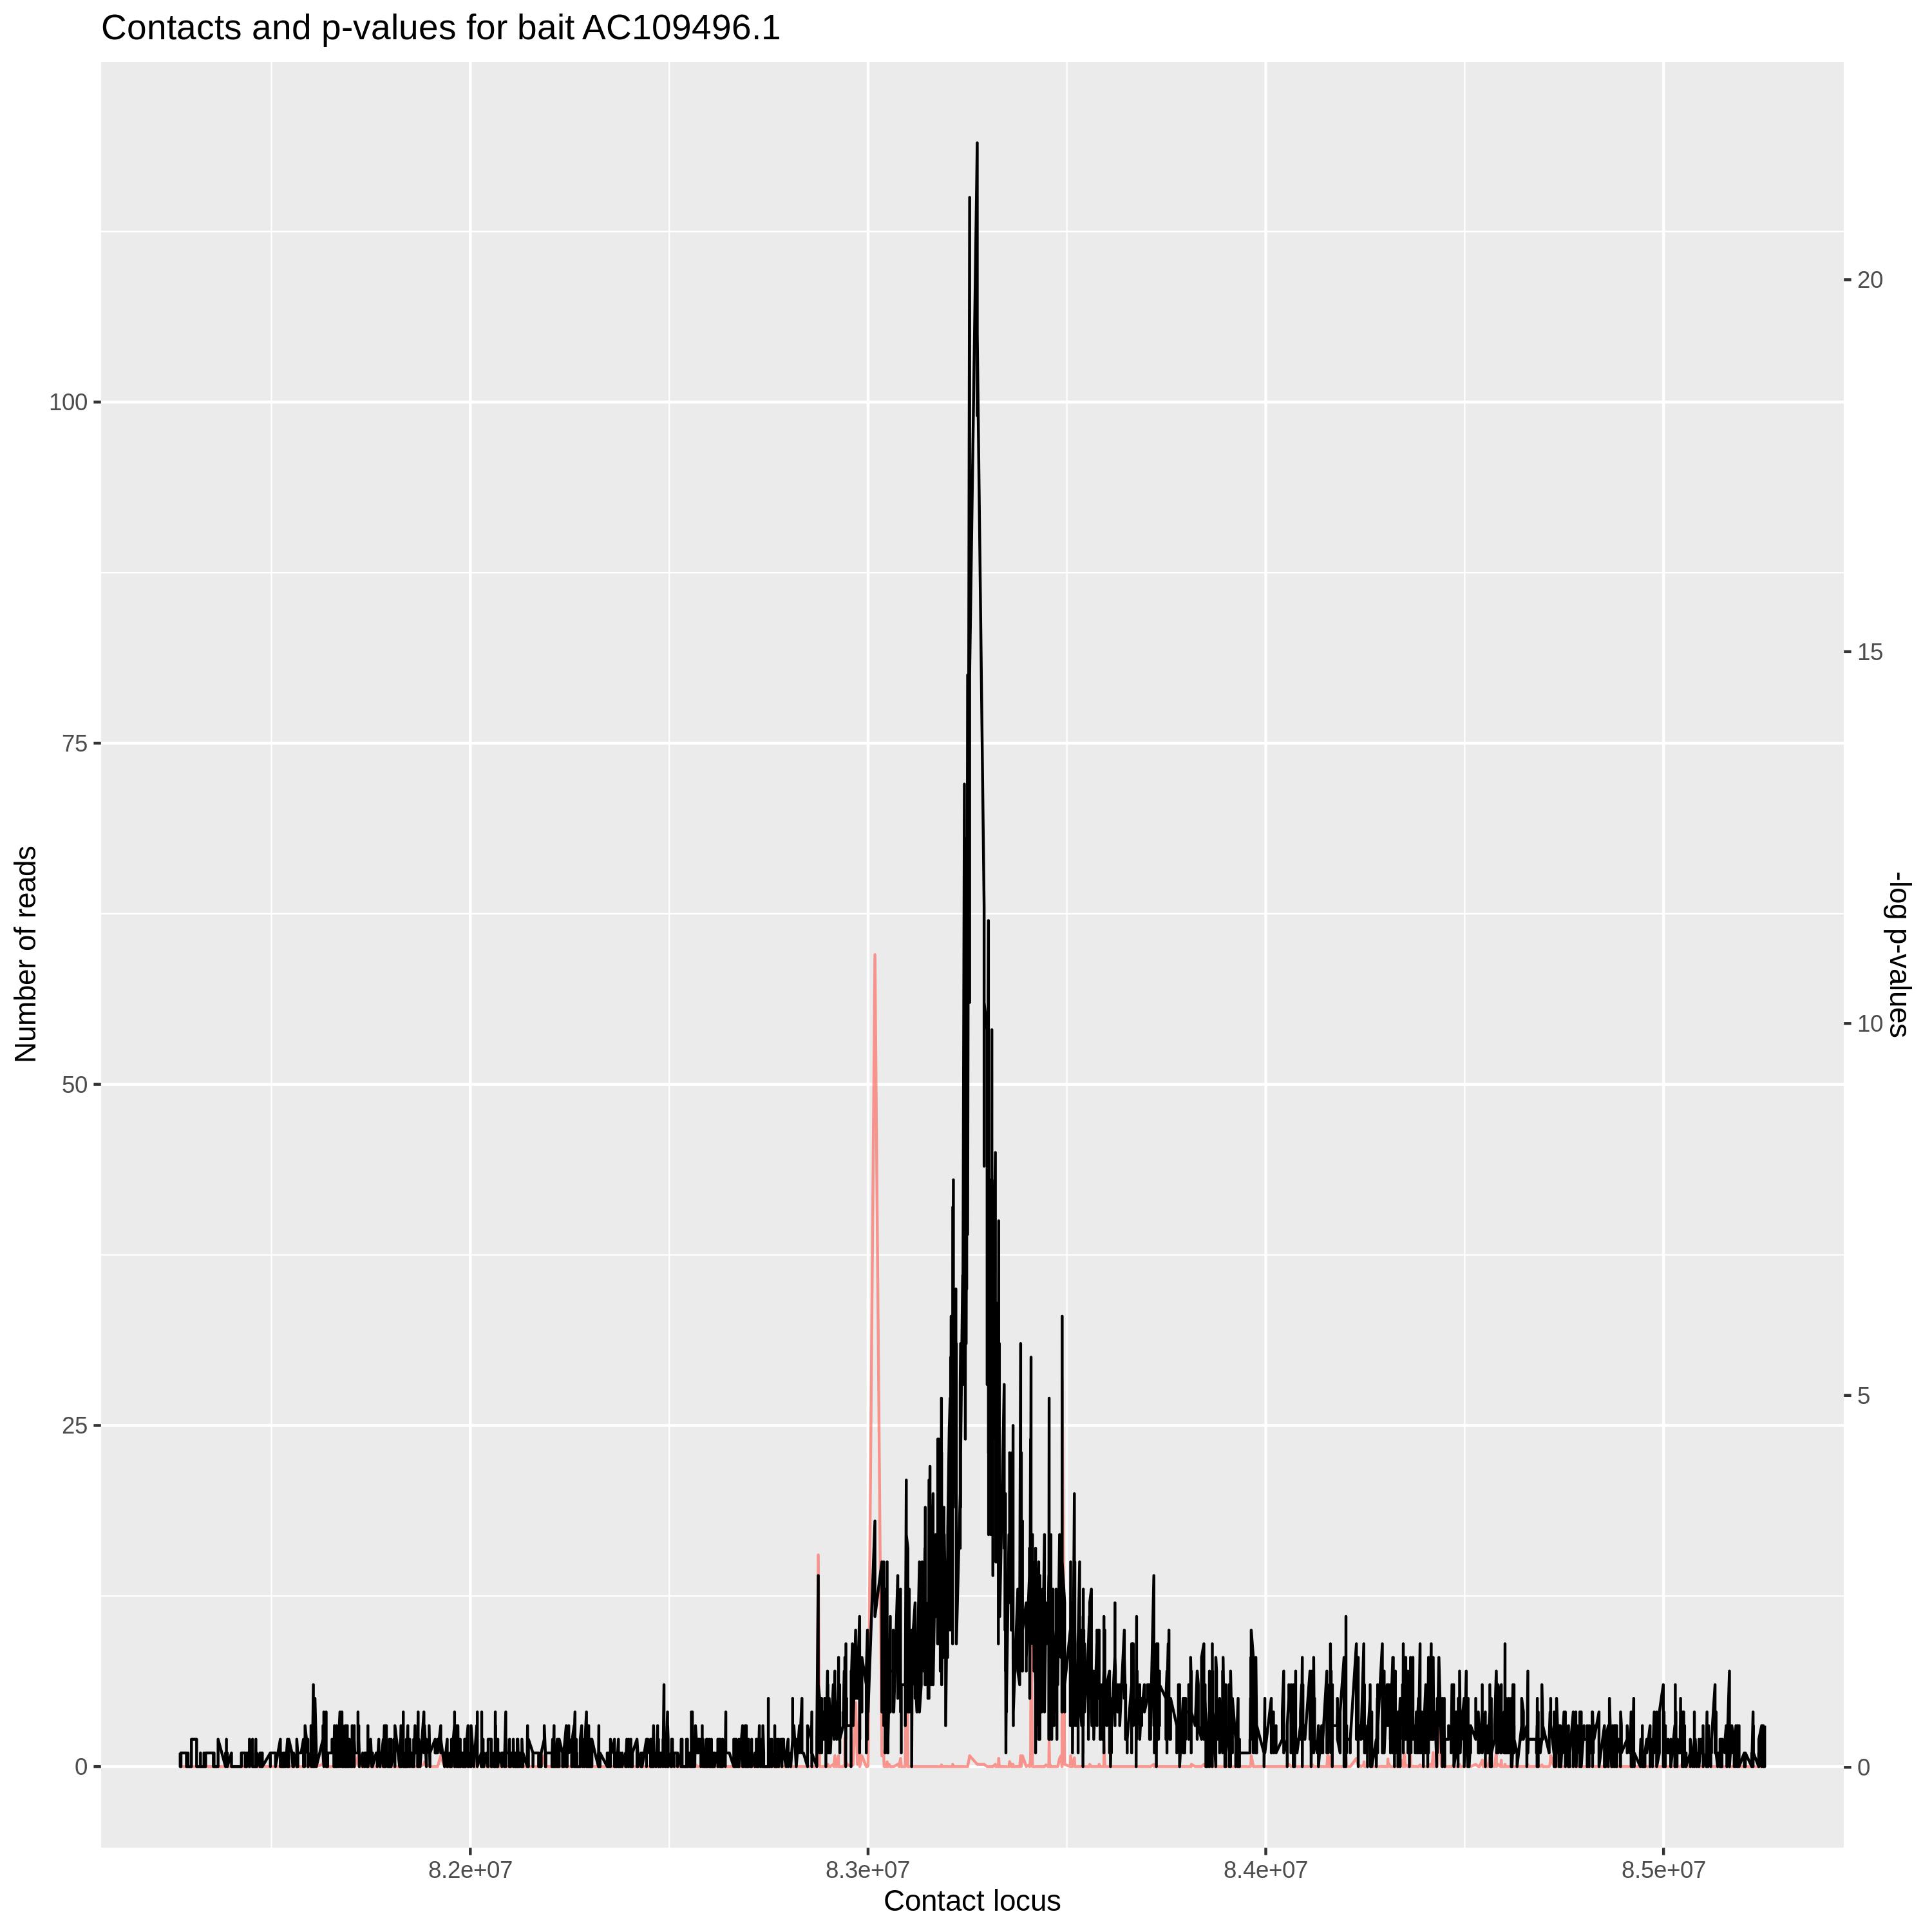 Contacts and p-values for bait AC109496.1
100
75
50
25
0
Number of reads
20
15
10
5
0
-log p-values
8.2e+07
8.3e+07
8.4e+07
8.5e+07
Contact locus